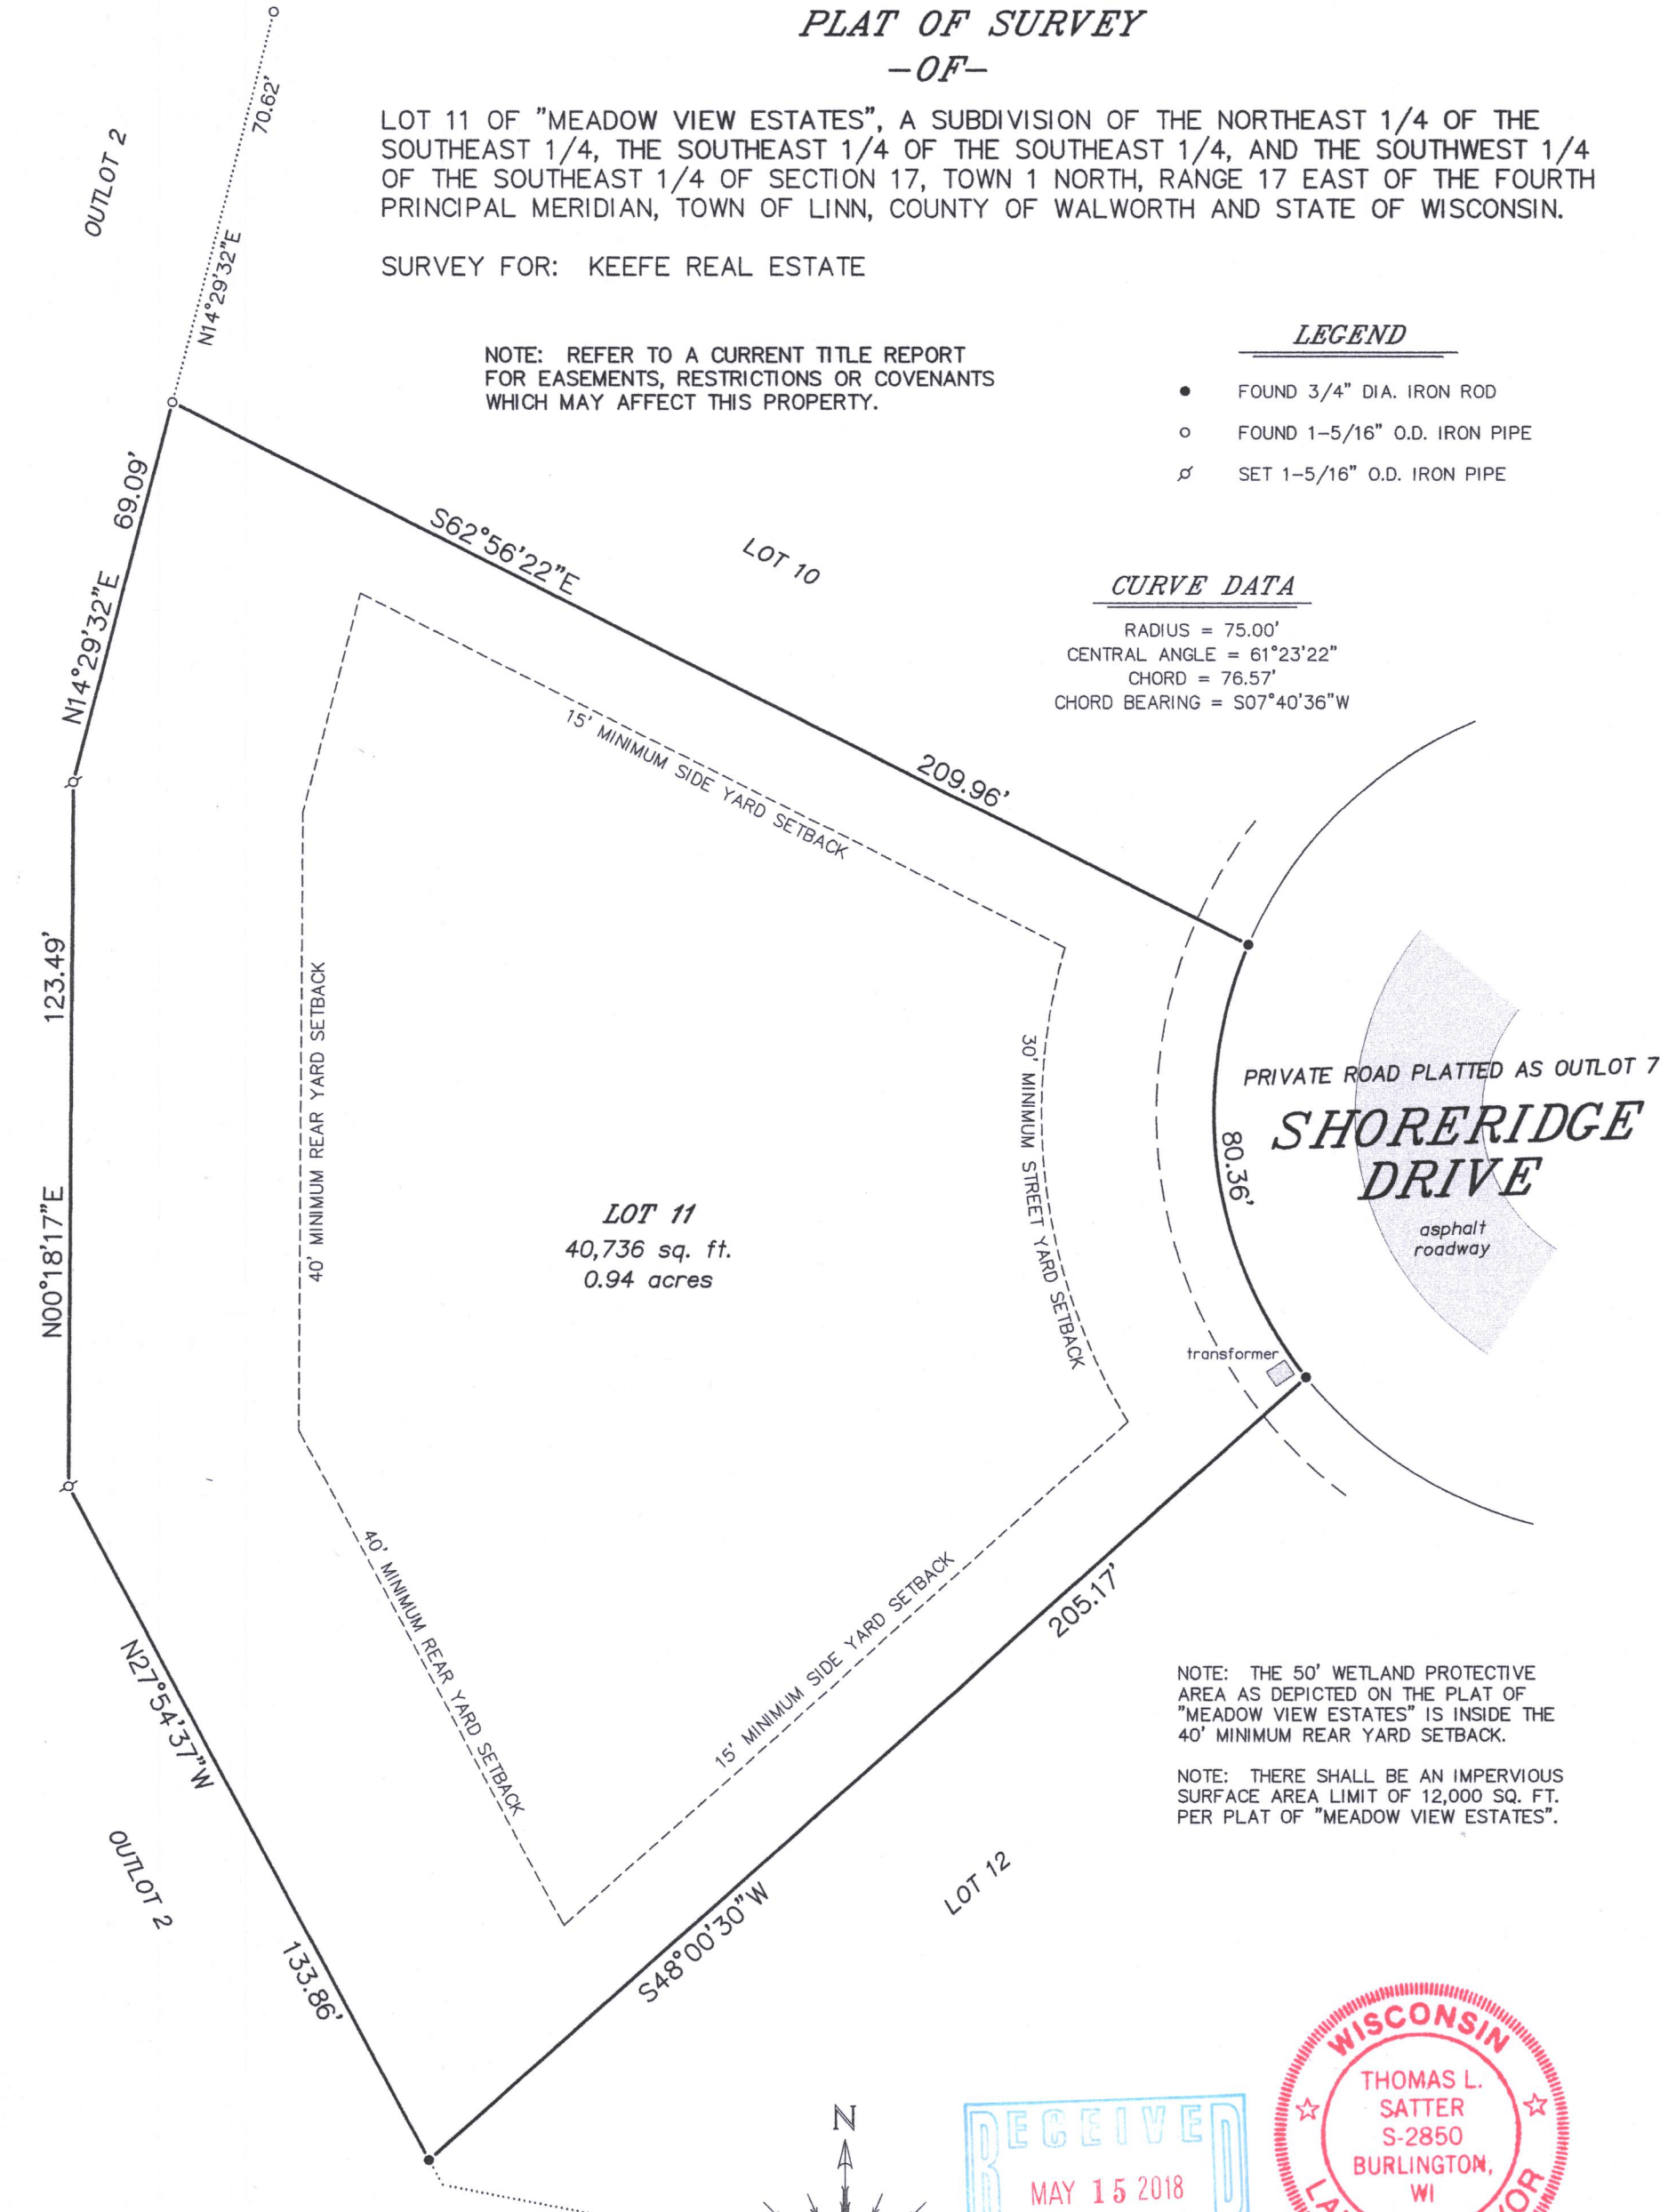 PLAT OF SURVEY
-OF-
LOT 11 OF "MEADOW VIEW ESTATES", A SUBDIVISION OF THE NORTHEAST 1/4 OF THE
SOUTHEAST 1/4, THE SOUTHEAST 1/4 OF THE SOUTHEAST 1/4, AND THE SOUTHWEST 1/4
OF THE SOUTHEAST 1/4 OF SECTION 17, TOWN 1 NORTH, RANGE 17 EAST OF THE FOURTH
PRINCIPAL MERIDIAN, TOWN OF LINN, COUNTY OF WALWORTH AND STATE OF WISCONSIN.
SURVEY FOR: KEEFE REAL ESTATE
70.62'
OUTLOT 2
N14°29'32"E
NOTE: REFER TO A CURRENT TITLE REPORT
FOR EASEMENTS, RESTRICTIONS OR COVENANTS
WHICH MAY AFFECT THIS PROPERTY.
LEGEND
FOUND 3/4" DIA. IRON ROD
FOUND 1-5/16" O.D. IRON PIPE
SET 1-5/16" O.D. IRON PIPE
69.09'
N14°29'32"E
S62°56'22"E
LOT 10
209.96'
CURVE DATA
RADIUS = 75.00'
CENTRAL ANGLE = 61°23'22"
CHORD = 76.57'
CHORD BEARING = S07°40'36"W
15' MINIMUM SIDE YARD SETBACK
123.49'
N00°18'17"E
40' MINIMUM REAR YARD SETBACK
30' MINIMUM STREET YARD SETBACK
80.36'
PRIVATE ROAD PLATTED AS OUTLOT 7
SHORERIDGE
DRIVE
asphalt
roadway
LOT 11
40,736 sq. ft.
0.94 acres
transformer
40' MINIMUM REAR YARD SETBACK
15' MINIMUM SIDE YARD SETBACK
205.17'
S48°00'30"W
N27°54'37"W
133.86'
OUTLOT 2
LOT 12
NOTE: THE 50' WETLAND PROTECTIVE
AREA AS DEPICTED ON THE PLAT OF
"MEADOW VIEW ESTATES" IS INSIDE THE
40' MINIMUM REAR YARD SETBACK.
NOTE: THERE SHALL BE AN IMPERVIOUS
SURFACE AREA LIMIT OF 12,000 SQ. FT.
PER PLAT OF "MEADOW VIEW ESTATES".
N
RECEIVED
MAY 15 2018
WISCONSIN
THOMAS L.
SATTER
S-2850
BURLINGTON,
WI